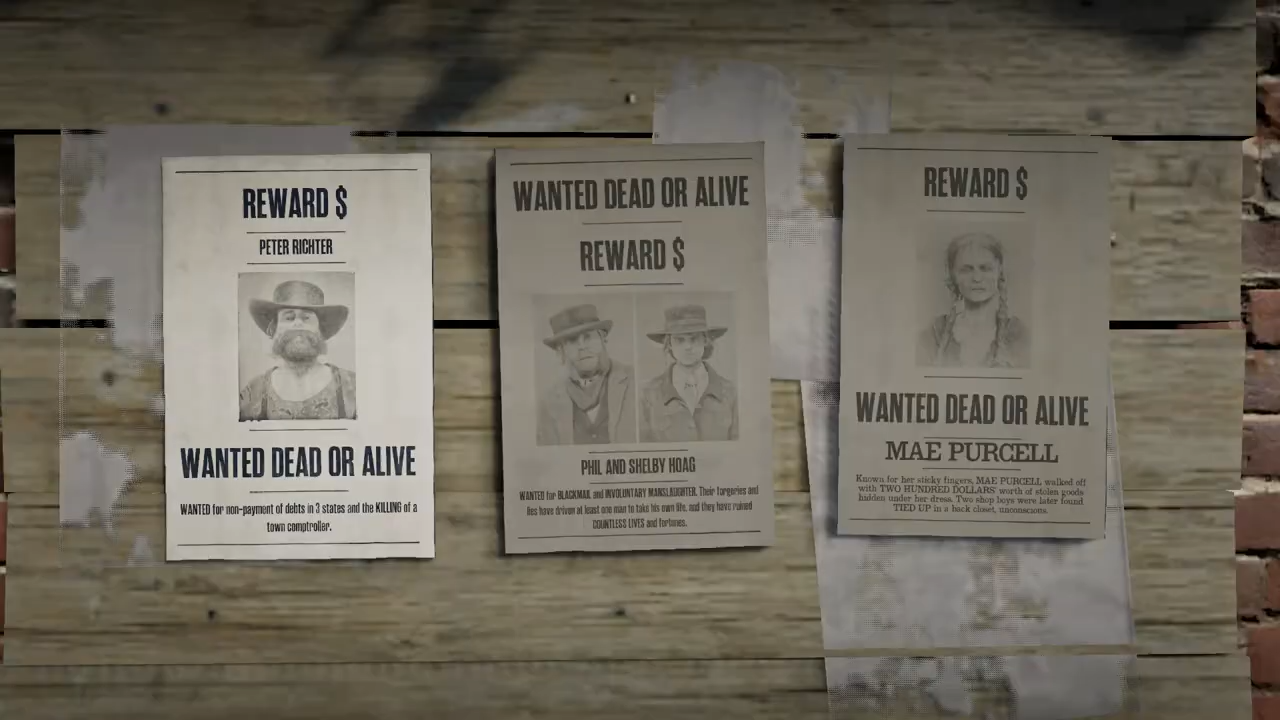 REWARD $
PETER RICHTER
WANTED DEAD OR ALIVE
WANTED for non-payment of debts in 3 states and the KILLING of a
town comptroller.
WANTED DEAD OR ALIVE
REWARD $
PHIL AND SHELBY HOAG
WANTED for BLACKMAIL and INVOLUNTARY MANSLAUGHTER. Their forgeries and
lies have driven at least one man to take his own life, and they have ruined
COUNTLESS LIVES and fortunes.
REWARD $
WANTED DEAD OR ALIVE
MAE PURCELL
Known for her sticky fingers, MAE PURCELL walked off
with TWO HUNDRED DOLLARS' worth of stolen goods
hidden under her dress. Two shop boys were later found
TIED UP in a back closet, unconscious.